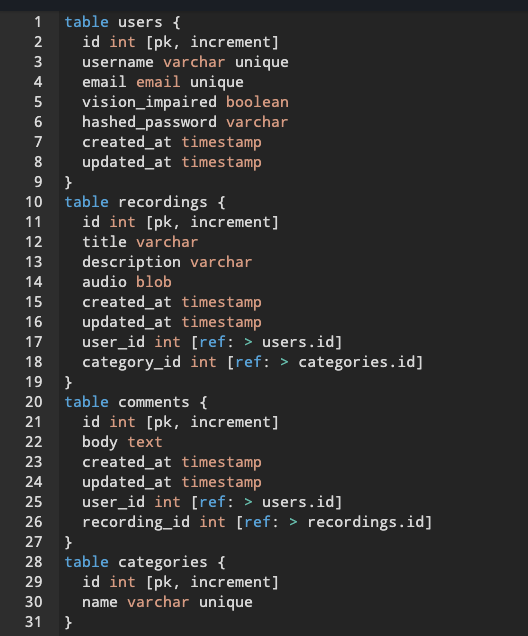 1 table users {
2 id int [pk, increment]
3 username varchar unique
4 email email unique
5 vision_impaired boolean
6 hashed_password varchar
7 created_at timestamp
8 updated_at timestamp
9 }
10 table recordings {
11 id int [pk, increment]
12 title varchar
13 description varchar
14 audio blob
15 created_at timestamp
16 updated_at timestamp
17 user_id int [ref: > users.id]
18 category_id int [ref: > categories.id]
19 }
20 table comments {
21 id int [pk, increment]
22 body text
23 created_at timestamp
24 updated_at timestamp
25 user_id int [ref: > users.id]
26 recording_id int [ref: > recordings.id]
27 }
28 table categories {
29 id int [pk, increment]
30 name varchar unique
31 }